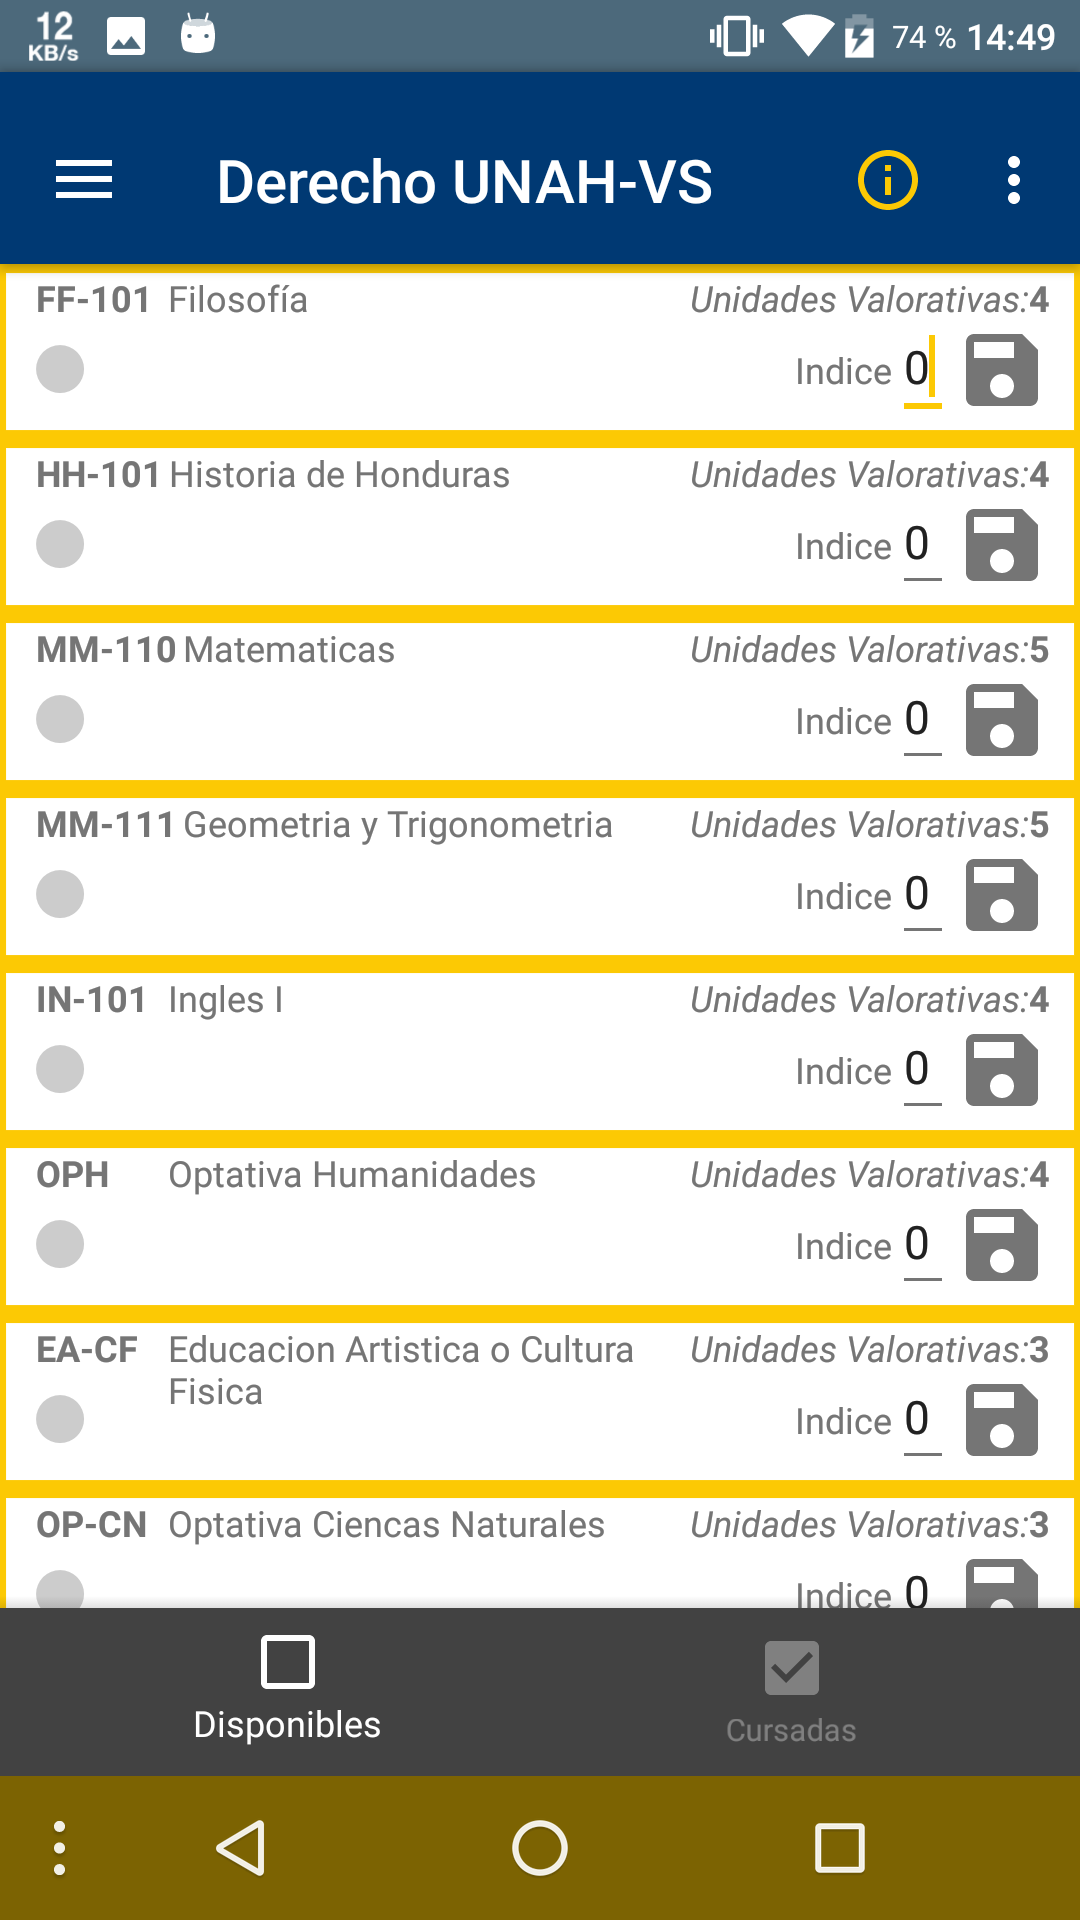 12
KB/s
74 % 14:49
Derecho UNAH-VS
FF-101 Filosofía Unidades Valorativas:4
Indice 0
HH-101 Historia de Honduras Unidades Valorativas:4
Indice 0
MM-110 Matematicas Unidades Valorativas:5
Indice 0
MM-111 Geometria y Trigonometria Unidades Valorativas:5
Indice 0
IN-101 Ingles I Unidades Valorativas:4
Indice 0
OPH Optativa Humanidades Unidades Valorativas:4
Indice 0
EA-CF Educacion Artistica o Cultura Unidades Valorativas:3
Fisica
Indice 0
OP-CN Optativa Ciencas Naturales Unidades Valorativas:3
Indice 0
Disponibles
Cursadas